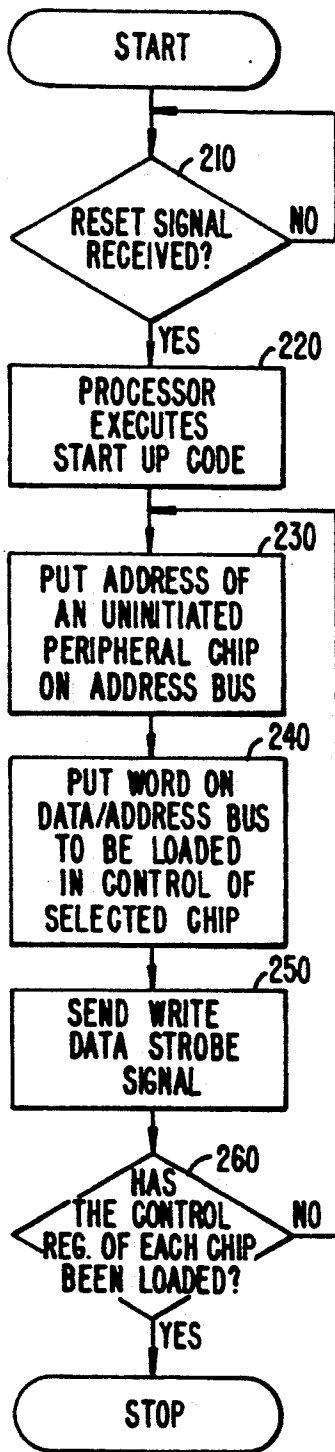 START
210
RESET SIGNAL
RECEIVED?
NO
YES
220
PROCESSOR
EXECUTES
START UP CODE
230
PUT ADDRESS OF
AN UNINITIATED
PERIPHERAL CHIP
ON ADDRESS BUS
240
PUT WORD ON
DATA/ADDRESS BUS
TO BE LOADED
IN CONTROL OF
SELECTED CHIP
250
SEND WRITE
DATA STROBE
SIGNAL
260
HAS
THE CONTROL
REG. OF EACH CHIP
BEEN LOADED?
NO
YES
STOP